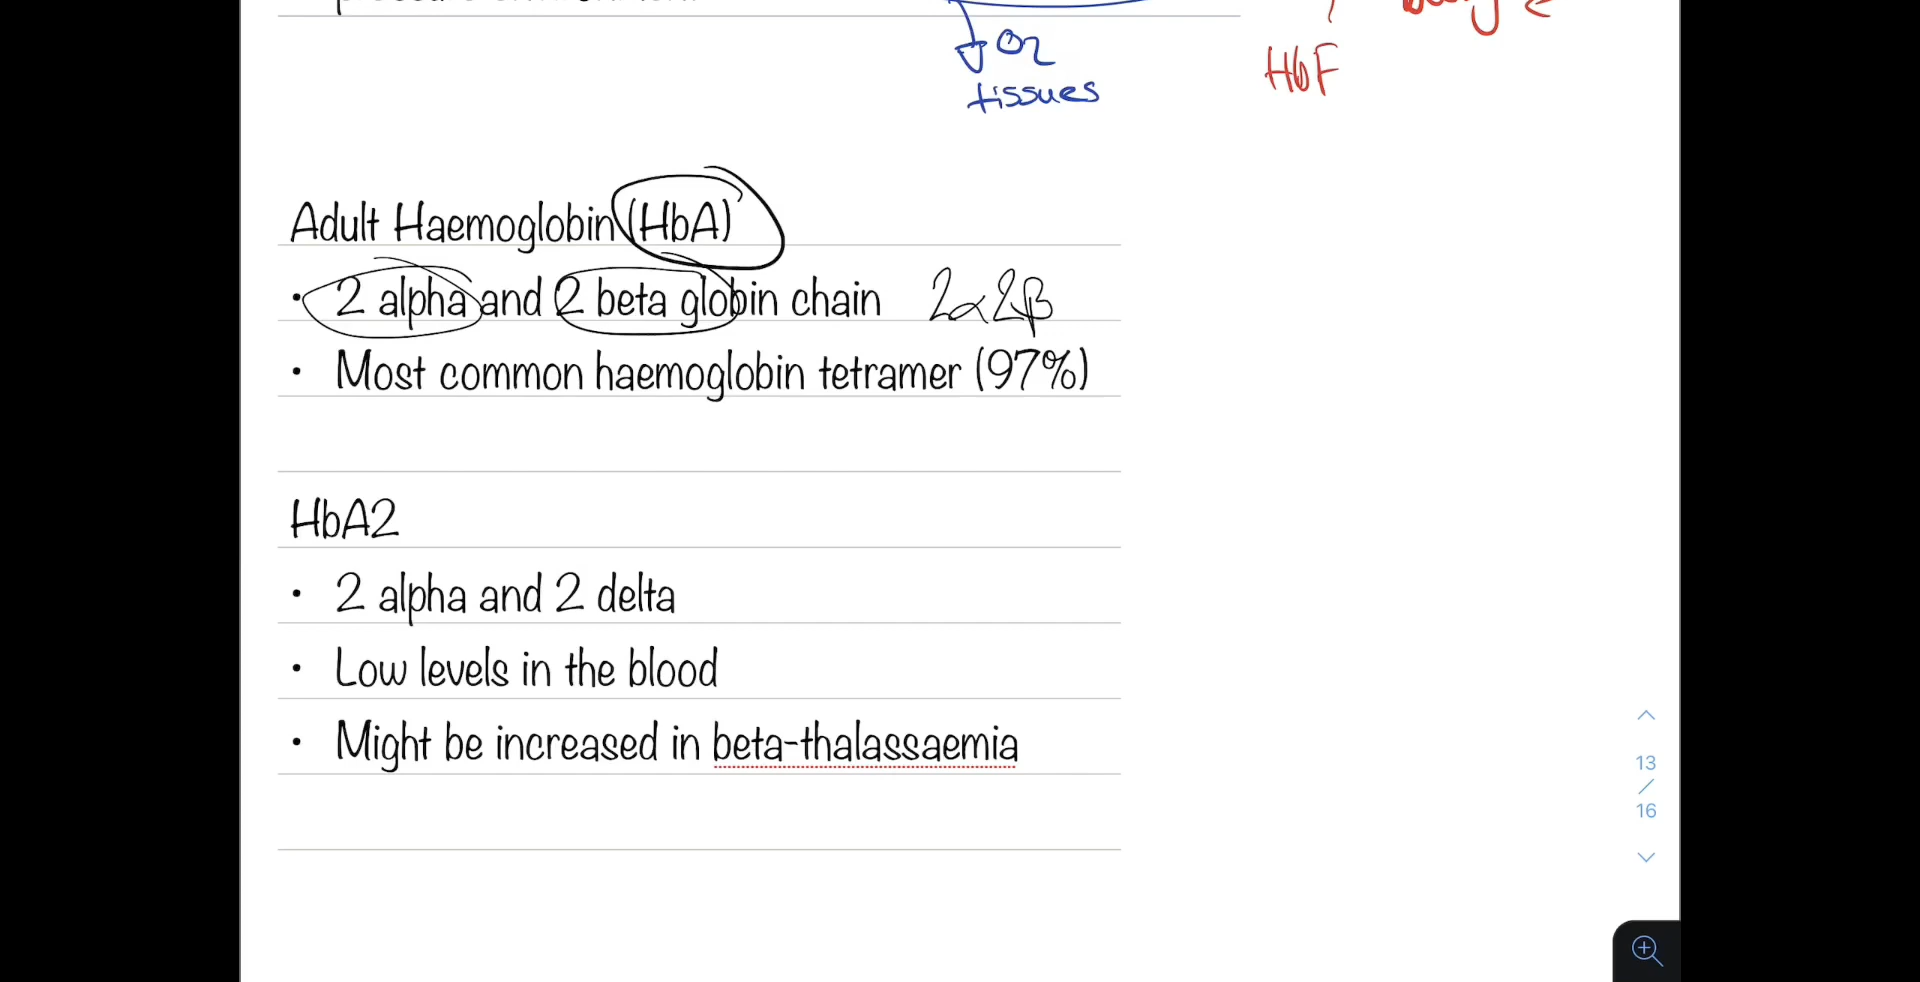 for
tissues
HbF
Adult Haemoglobin (HbA)
• 2 alpha and 2 beta globin chain 2α2β
• Most common haemoglobin tetramer (97%)
HbA2
• 2 alpha and 2 delta
• Low levels in the blood
• Might be increased in beta-thalassaemia
13
/
16